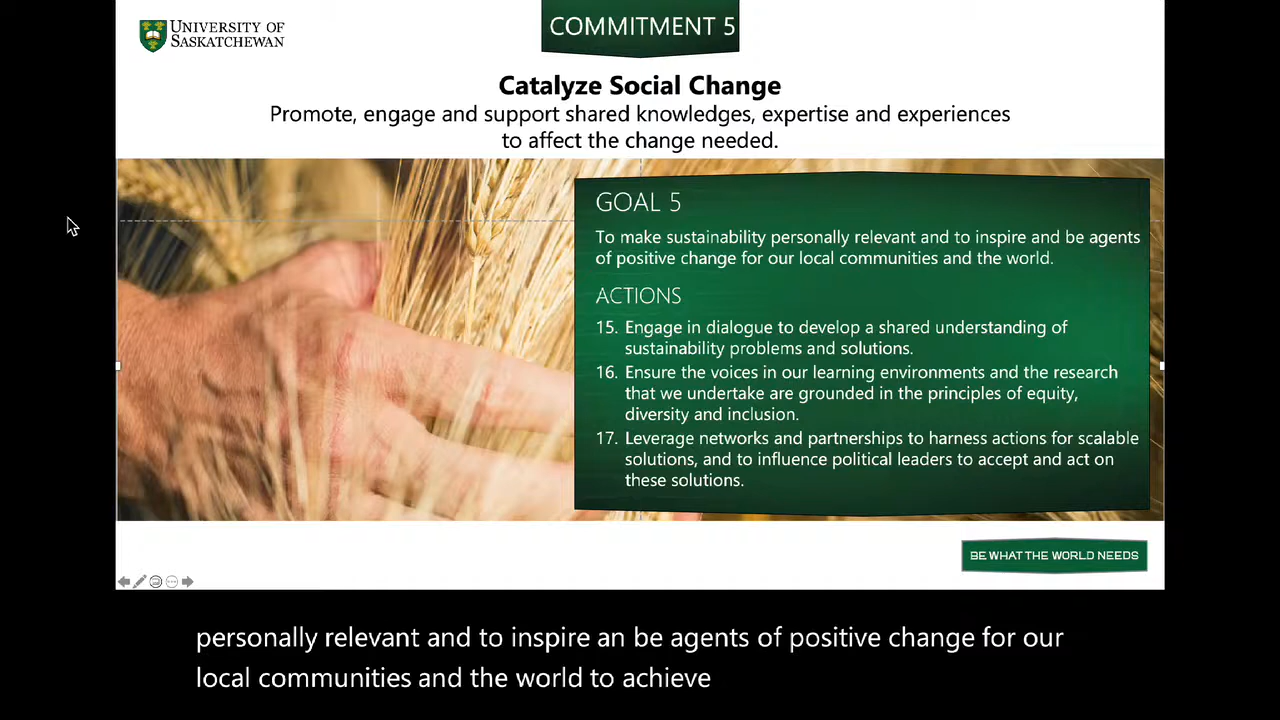 UNIVERSITY OF
SASKATCHEWAN
COMMITMENT 5
Catalyze Social Change
Promote, engage and support shared knowledges, expertise and experiences
to affect the change needed.
GOAL 5
To make sustainability personally relevant and to inspire and be agents
of positive change for our local communities and the world.
ACTIONS
15. Engage in dialogue to develop a shared understanding of
sustainability problems and solutions.
16. Ensure the voices in our learning environments and the research
that we undertake are grounded in the principles of equity,
diversity and inclusion.
17. Leverage networks and partnerships to harness actions for scalable
solutions, and to influence political leaders to accept and act on
these solutions.
BE WHAT THE WORLD NEEDS
personally relevant and to inspire an be agents of positive change for our
local communities and the world to achieve